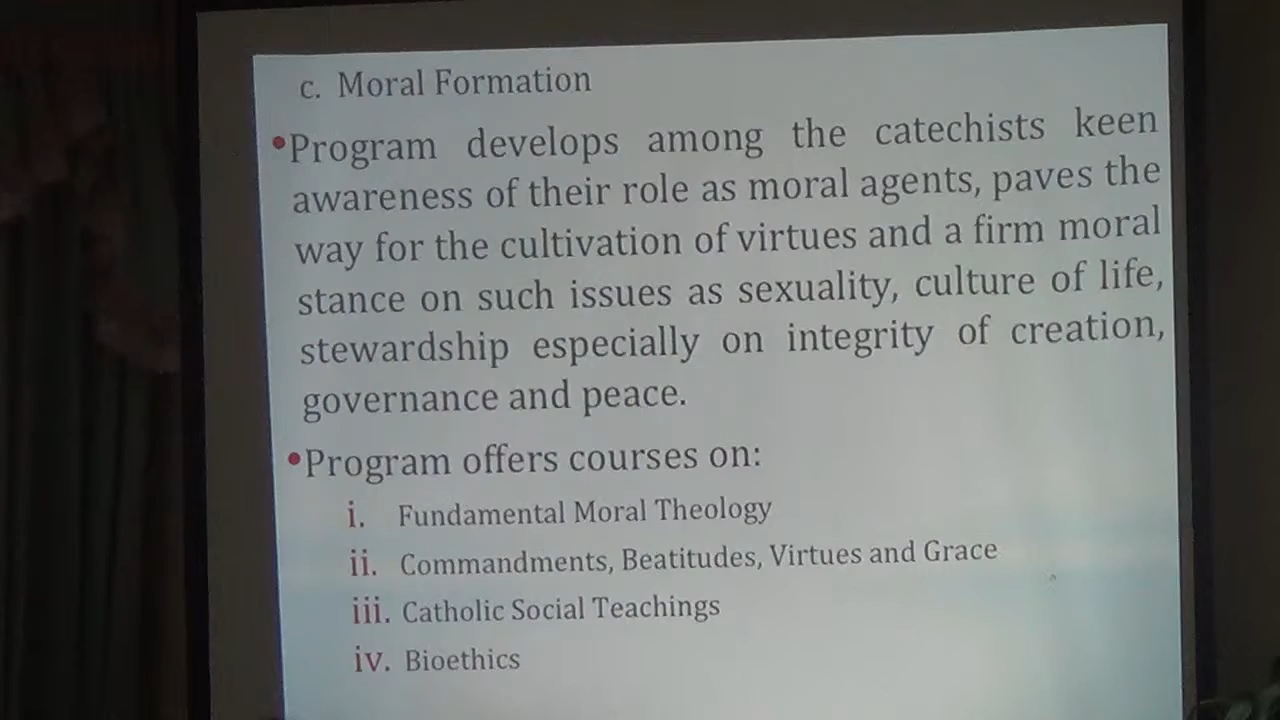 c. Moral Formation
•Program develops among the catechists keen
awareness of their role as moral agents, paves the
way for the cultivation of virtues and a firm moral
stance on such issues as sexuality, culture of life,
stewardship especially on integrity of creation,
governance and peace.
•Program offers courses on:
i. Fundamental Moral Theology
ii. Commandments, Beatitudes, Virtues and Grace
iii. Catholic Social Teachings
iv. Bioethics